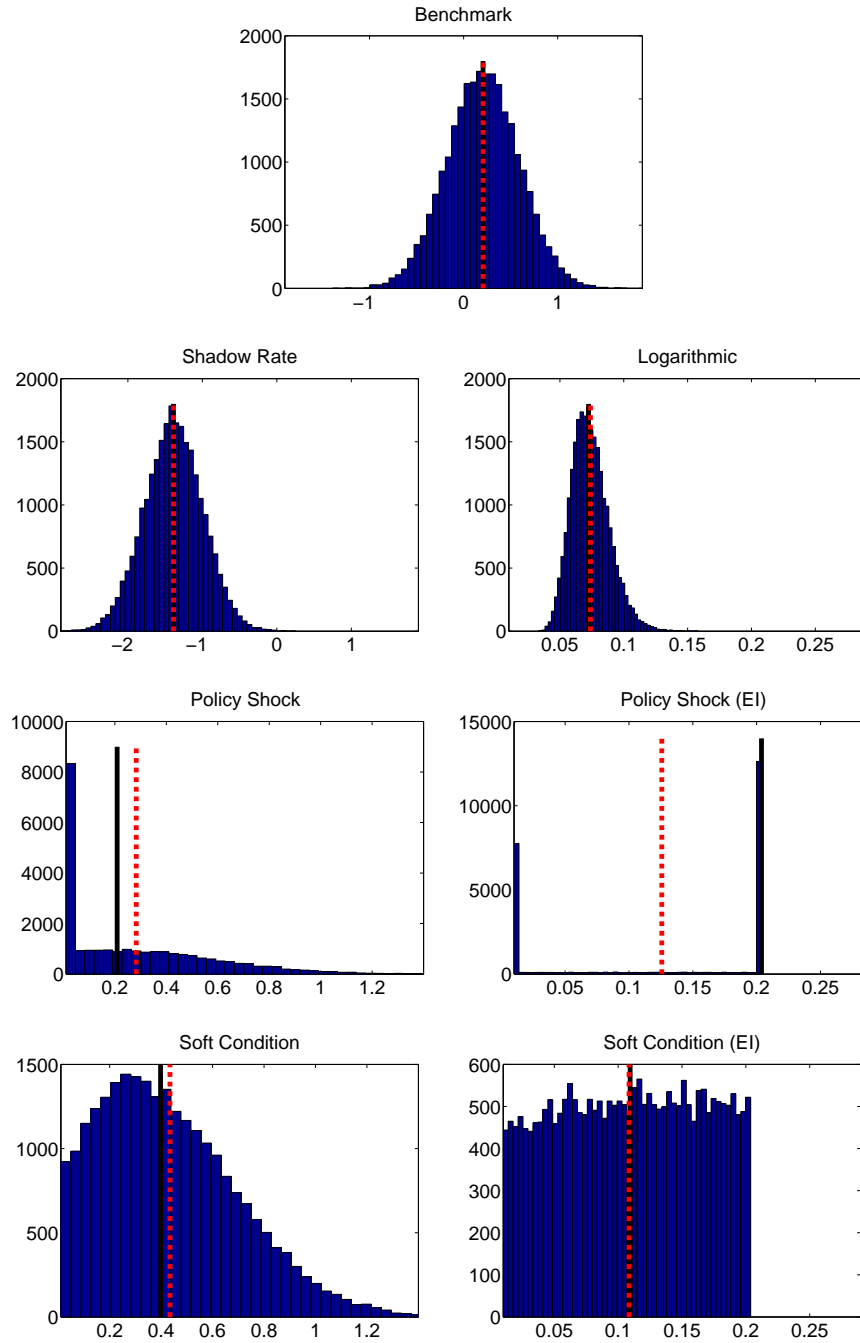 Benchmark
2000
1500
1000
500
0
−1 0 1
Shadow Rate
2000
1500
1000
500
0
−2 −1 0 1
Logarithmic
2000
1500
1000
500
0
0.05 0.1 0.15 0.2 0.25
Policy Shock
10000
8000
6000
4000
2000
0
0.2 0.4 0.6 0.8 1 1.2
Policy Shock (EI)
15000
10000
5000
0
0.05 0.1 0.15 0.2 0.25
Soft Condition
1500
1000
500
0
0.2 0.4 0.6 0.8 1 1.2
Soft Condition (EI)
600
500
400
300
200
100
0
0.05 0.1 0.15 0.2 0.25